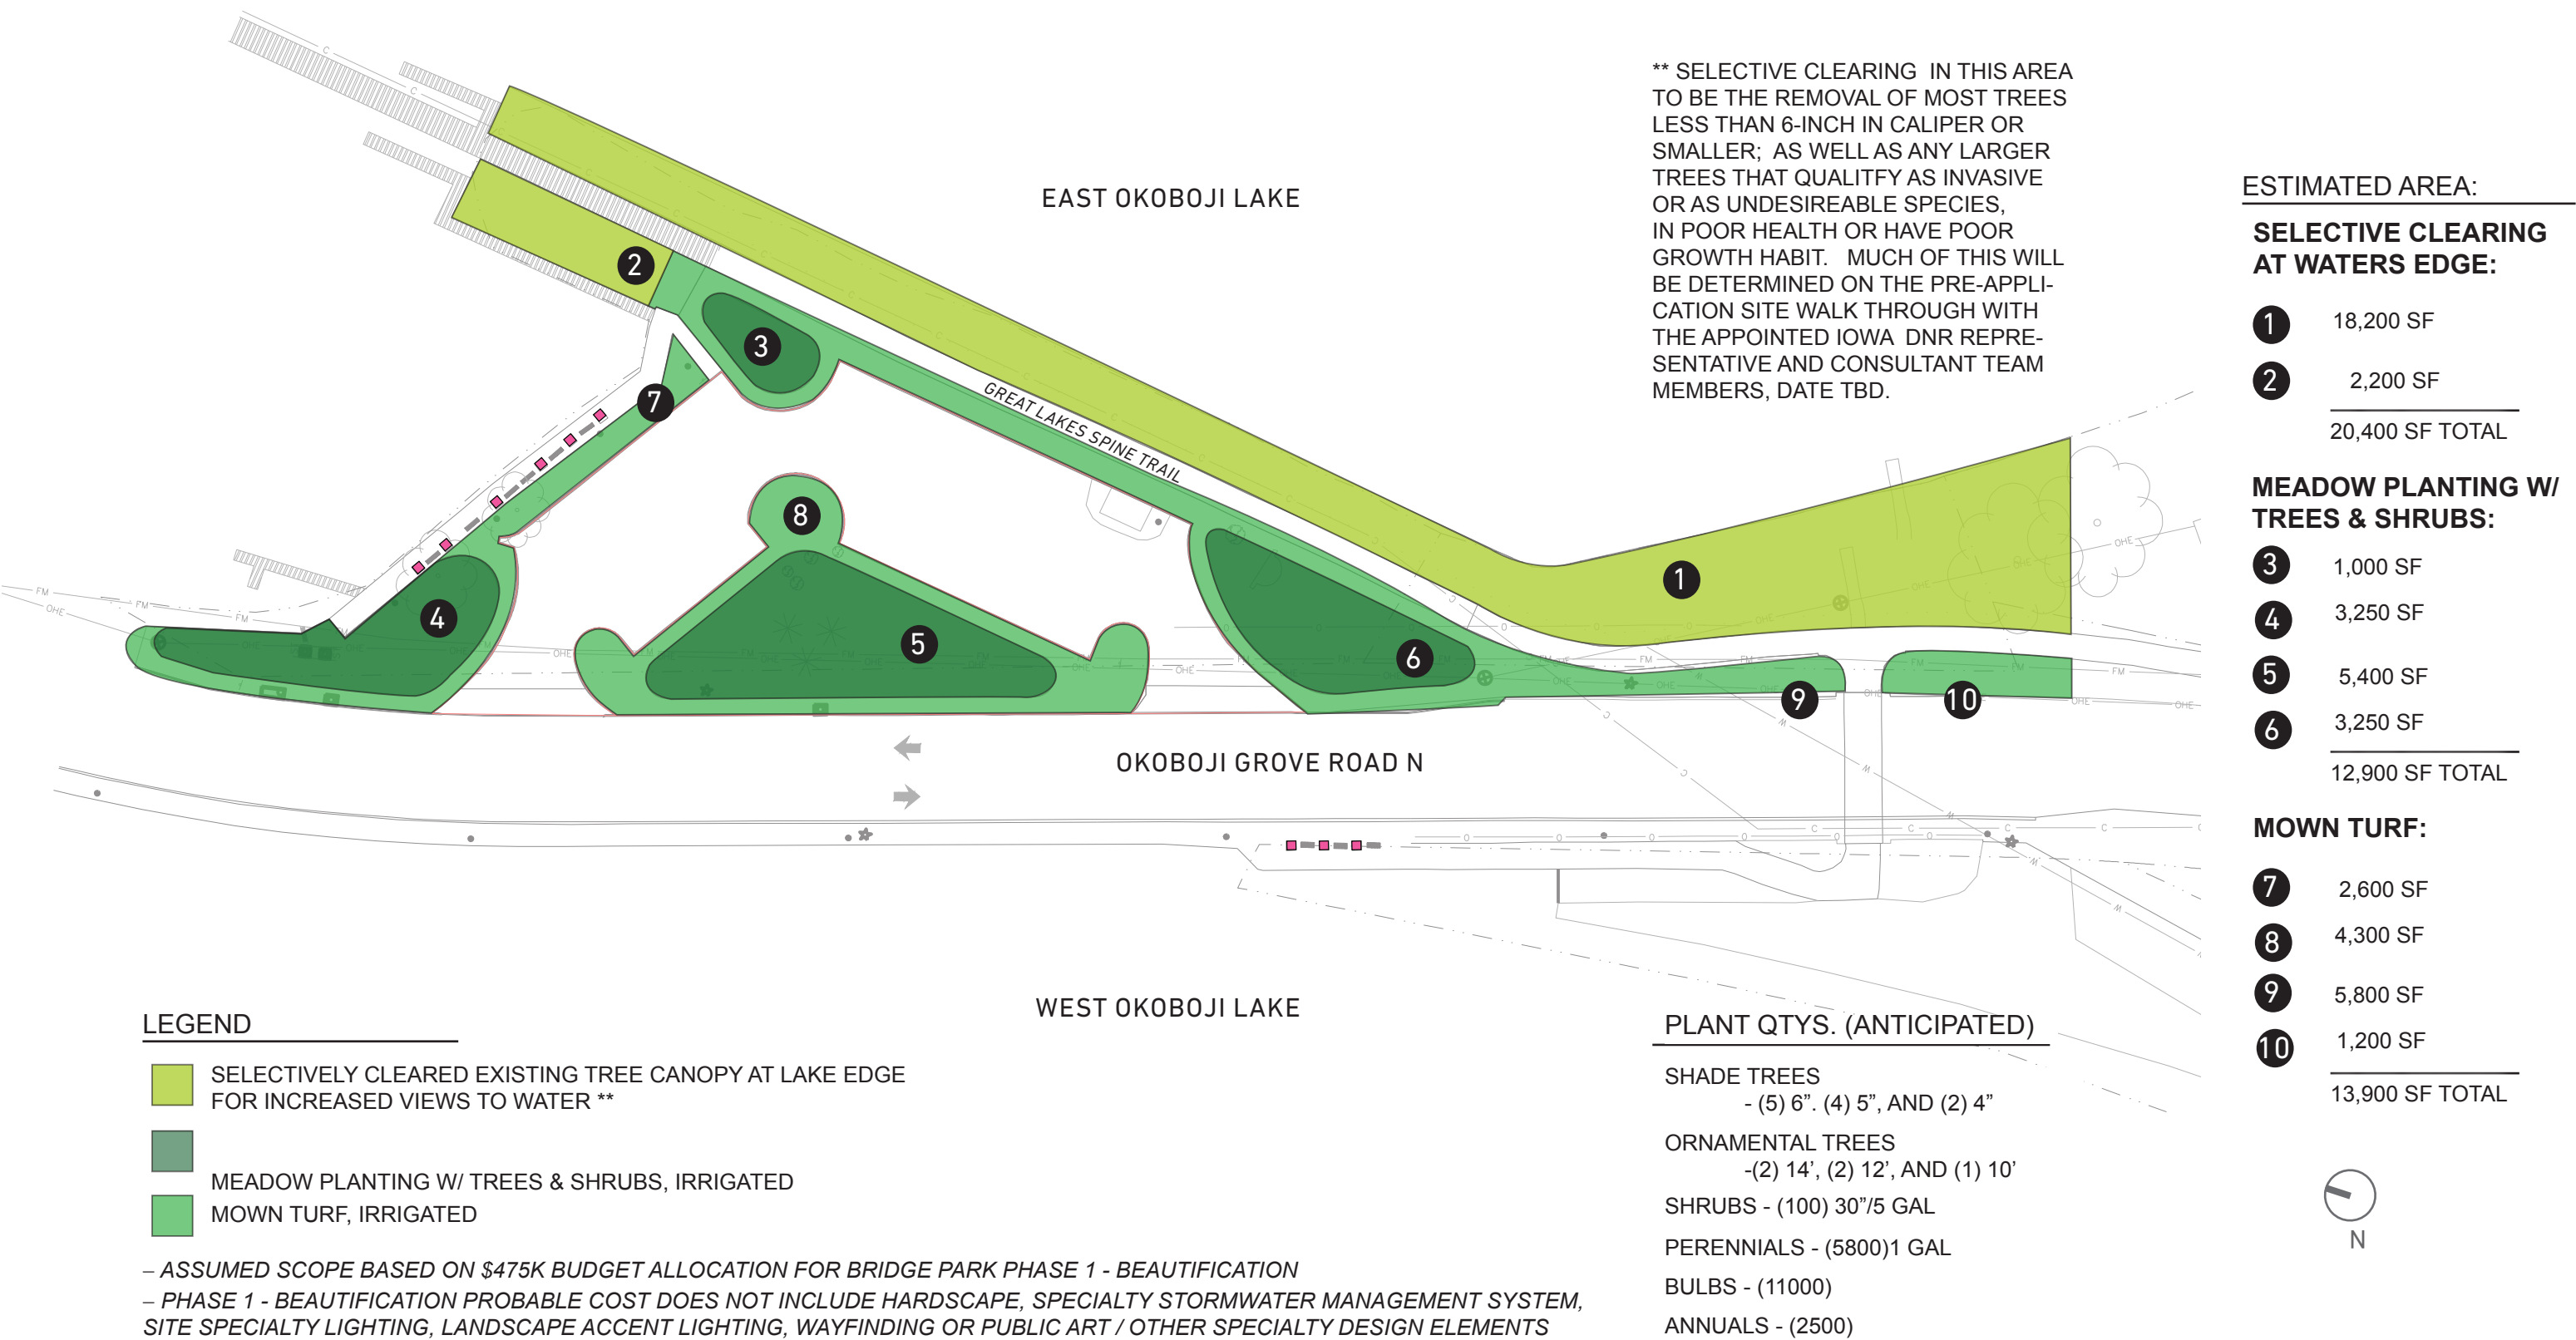 ** SELECTIVE CLEARING IN THIS AREA
TO BE THE REMOVAL OF MOST TREES
LESS THAN 6-INCH IN CALIPER OR
SMALLER; AS WELL AS ANY LARGER
TREES THAT QUALITFY AS INVASIVE
OR AS UNDESIREABLE SPECIES,
IN POOR HEALTH OR HAVE POOR
GROWTH HABIT. MUCH OF THIS WILL
BE DETERMINED ON THE PRE-APPLI-
CATION SITE WALK THROUGH WITH
THE APPOINTED IOWA DNR REPRE-
SENTATIVE AND CONSULTANT TEAM
MEMBERS, DATE TBD.
EAST OKOBOJI LAKE
GREAT LAKES SPINE TRAIL
2
3
7
8
1
4
5
6
9
10
OKOBOJI GROVE ROAD N
WEST OKOBOJI LAKE
ESTIMATED AREA:
SELECTIVE CLEARING
AT WATERS EDGE:
1 18,200 SF
2 2,200 SF
20,400 SF TOTAL
MEADOW PLANTING W/
TREES & SHRUBS:
3 1,000 SF
4 3,250 SF
5 5,400 SF
6 3,250 SF
12,900 SF TOTAL
MOWN TURF:
7 2,600 SF
8 4,300 SF
9 5,800 SF
10 1,200 SF
13,900 SF TOTAL
N
LEGEND
SELECTIVELY CLEARED EXISTING TREE CANOPY AT LAKE EDGE
FOR INCREASED VIEWS TO WATER **
MEADOW PLANTING W/ TREES & SHRUBS, IRRIGATED
MOWN TURF, IRRIGATED
– ASSUMED SCOPE BASED ON $475K BUDGET ALLOCATION FOR BRIDGE PARK PHASE 1 - BEAUTIFICATION
– PHASE 1 - BEAUTIFICATION PROBABLE COST DOES NOT INCLUDE HARDSCAPE, SPECIALTY STORMWATER MANAGEMENT SYSTEM,
SITE SPECIALTY LIGHTING, LANDSCAPE ACCENT LIGHTING, WAYFINDING OR PUBLIC ART / OTHER SPECIALTY DESIGN ELEMENTS
PLANT QTYS. (ANTICIPATED)
SHADE TREES
- (5) 6”. (4) 5”, AND (2) 4”
ORNAMENTAL TREES
-(2) 14’, (2) 12’, AND (1) 10’
SHRUBS - (100) 30”/5 GAL
PERENNIALS - (5800)1 GAL
BULBS - (11000)
ANNUALS - (2500)